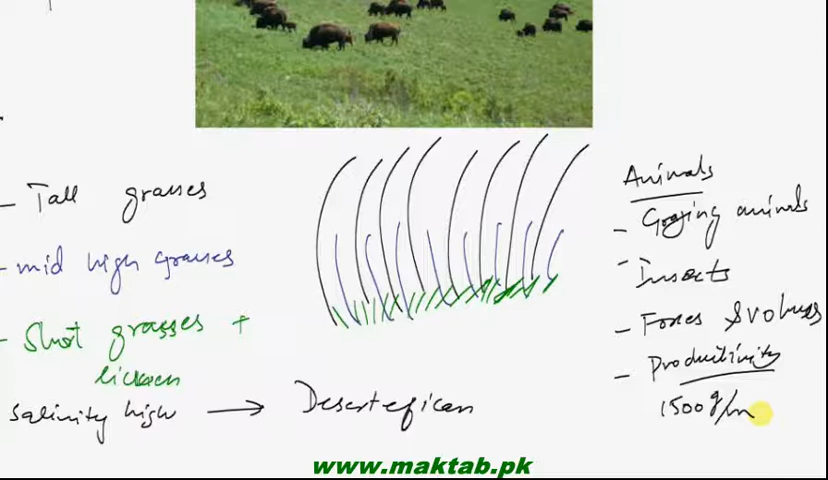 - Tall grasses
- mid high grasses
- Short grasses +
lichen
Salinity high → Desertefican
Animals
- Grazing animals
- Insects
- Foxes & volves
- Productivity
1500g/m
www.maktab.pk